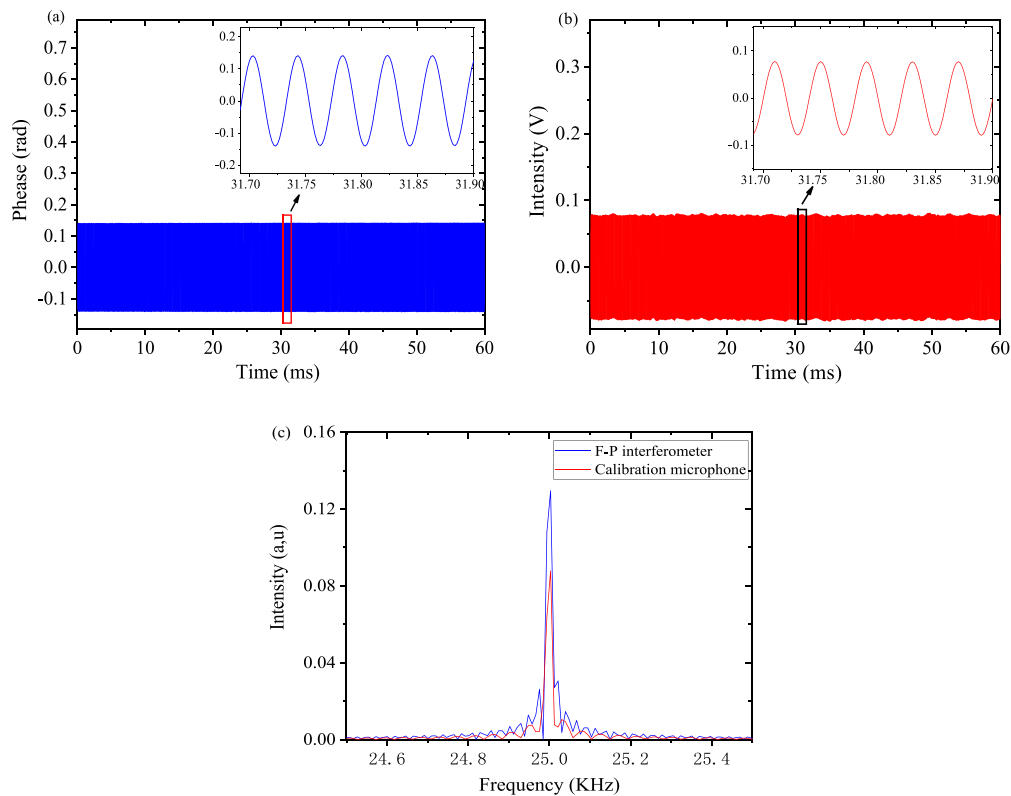 (a)
0.7
0.6
0.5
0.4
0.3
0.2
0.1
0.0
-0.1
Phease (rad)
0 10 20 30 40 50 60
Time (ms)
0.2
0.1
0.0
-0.1
-0.2
31.70 31.75 31.80 31.85 31.90
(b)
0.3
0.2
0.1
0.0
Intensity (V)
0 10 20 30 40 50 60
Time (ms)
0.1
0.0
-0.1
31.70 31.75 31.80 31.85 31.90
(c)
0.16
0.12
0.08
0.04
0.00
Intensity (a,u)
F-P interferometer
Calibration microphone
24.6 24.8 25.0 25.2 25.4
Frequency (KHz)